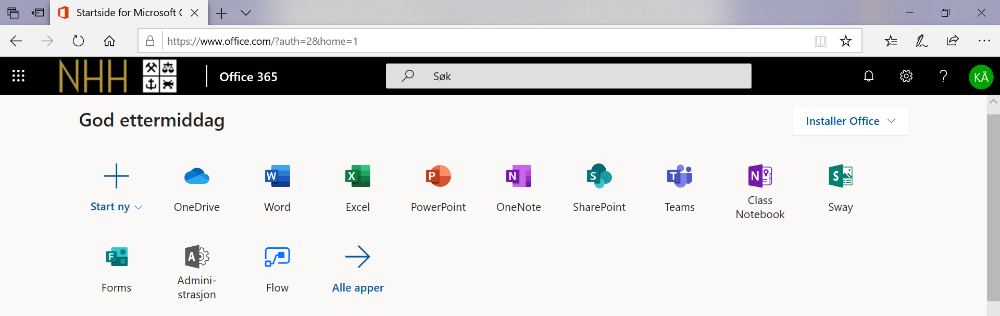 Startside for Microsoft
https://www.office.com/?auth=2&home=1
NHH
Office 365
Søk
KÅ
God ettermiddag
Installer Office
Start ny
OneDrive
Word
Excel
PowerPoint
OneNote
SharePoint
Teams
Class
Notebook
Sway
Forms
Admini-
strasjon
Flow
Alle apper